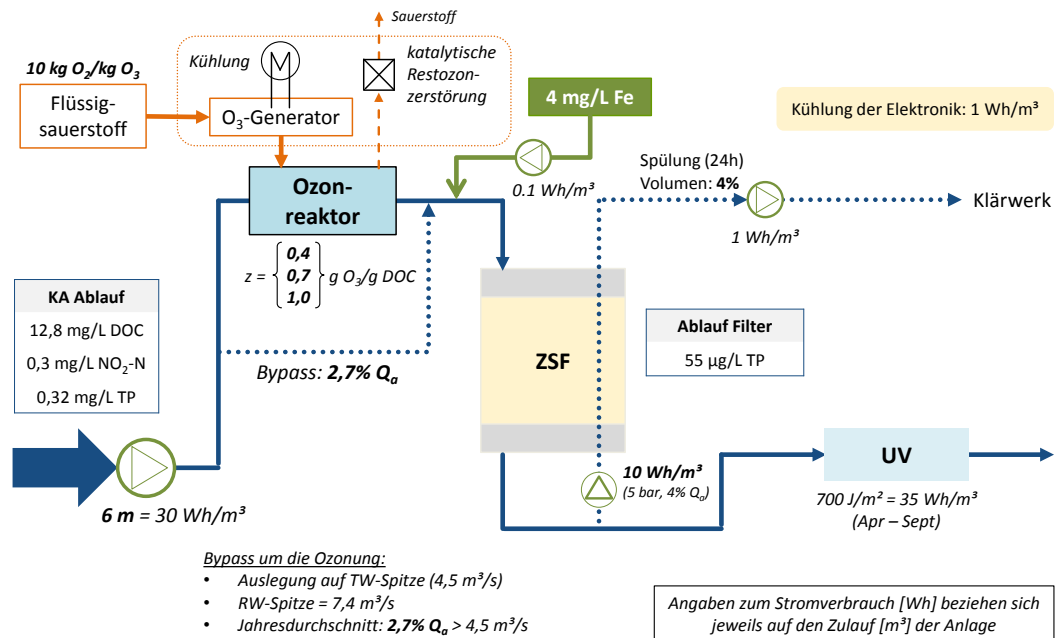 Sauerstoff
10 kg O₂/kg O₃
Flüssig-
sauerstoff
Kühlung
M
O₃-Generator
katalytische
Restozon-
zerstörung
4 mg/L Fe
Kühlung der Elektronik: 1 Wh/m³
0.1 Wh/m³
Spülung (24h)
Volumen: 4%
1 Wh/m³
Klärwerk
Ozon-
reaktor
z = { 0,4
0,7
1,0 } g O₃/g DOC
KA Ablauf
12,8 mg/L DOC
0,3 mg/L NO₂-N
0,32 mg/L TP
Bypass: 2,7% Qₐ
ZSF
Ablauf Filter
55 µg/L TP
6 m = 30 Wh/m³
10 Wh/m³
(5 bar, 4% Qₐ)
UV
700 J/m² = 35 Wh/m³
(Apr – Sept)
Bypass um die Ozonung:
• Auslegung auf TW-Spitze (4,5 m³/s)
• RW-Spitze = 7,4 m³/s
• Jahresdurchschnitt: 2,7% Qₐ > 4,5 m³/s
Angaben zum Stromverbrauch [Wh] beziehen sich
jeweils auf den Zulauf [m³] der Anlage